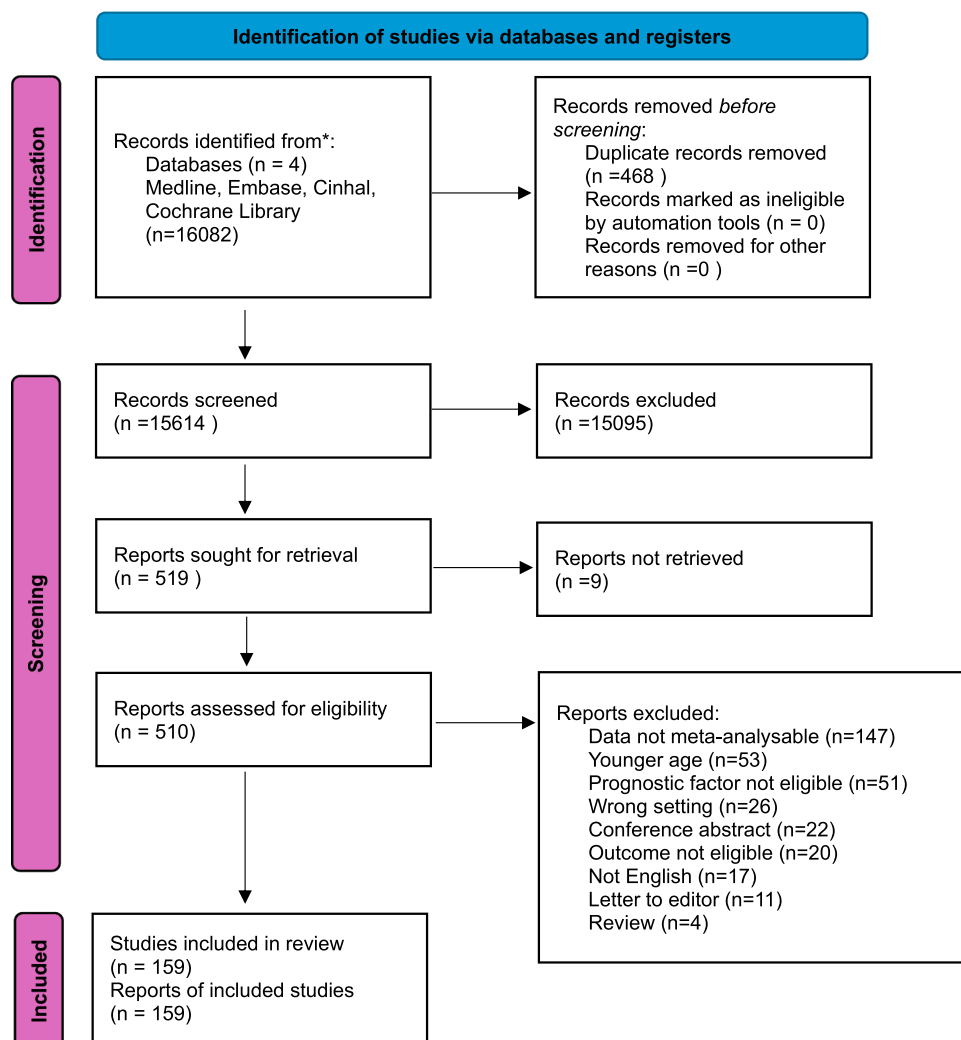 Identification of studies via databases and registers
Identification
Records identified from*:
Databases (n = 4)
Medline, Embase, Cinhal,
Cochrane Library
(n=16082)
Records removed before
screening:
Duplicate records removed
(n =468 )
Records marked as ineligible
by automation tools (n = 0)
Records removed for other
reasons (n =0 )
Screening
Records screened
(n =15614 )
Records excluded
(n =15095)
Reports sought for retrieval
(n = 519 )
Reports not retrieved
(n =9)
Reports assessed for eligibility
(n = 510)
Reports excluded:
Data not meta-analysable (n=147)
Younger age (n=53)
Prognostic factor not eligible (n=51)
Wrong setting (n=26)
Conference abstract (n=22)
Outcome not eligible (n=20)
Not English (n=17)
Letter to editor (n=11)
Review (n=4)
Included
Studies included in review
(n = 159)
Reports of included studies
(n = 159)